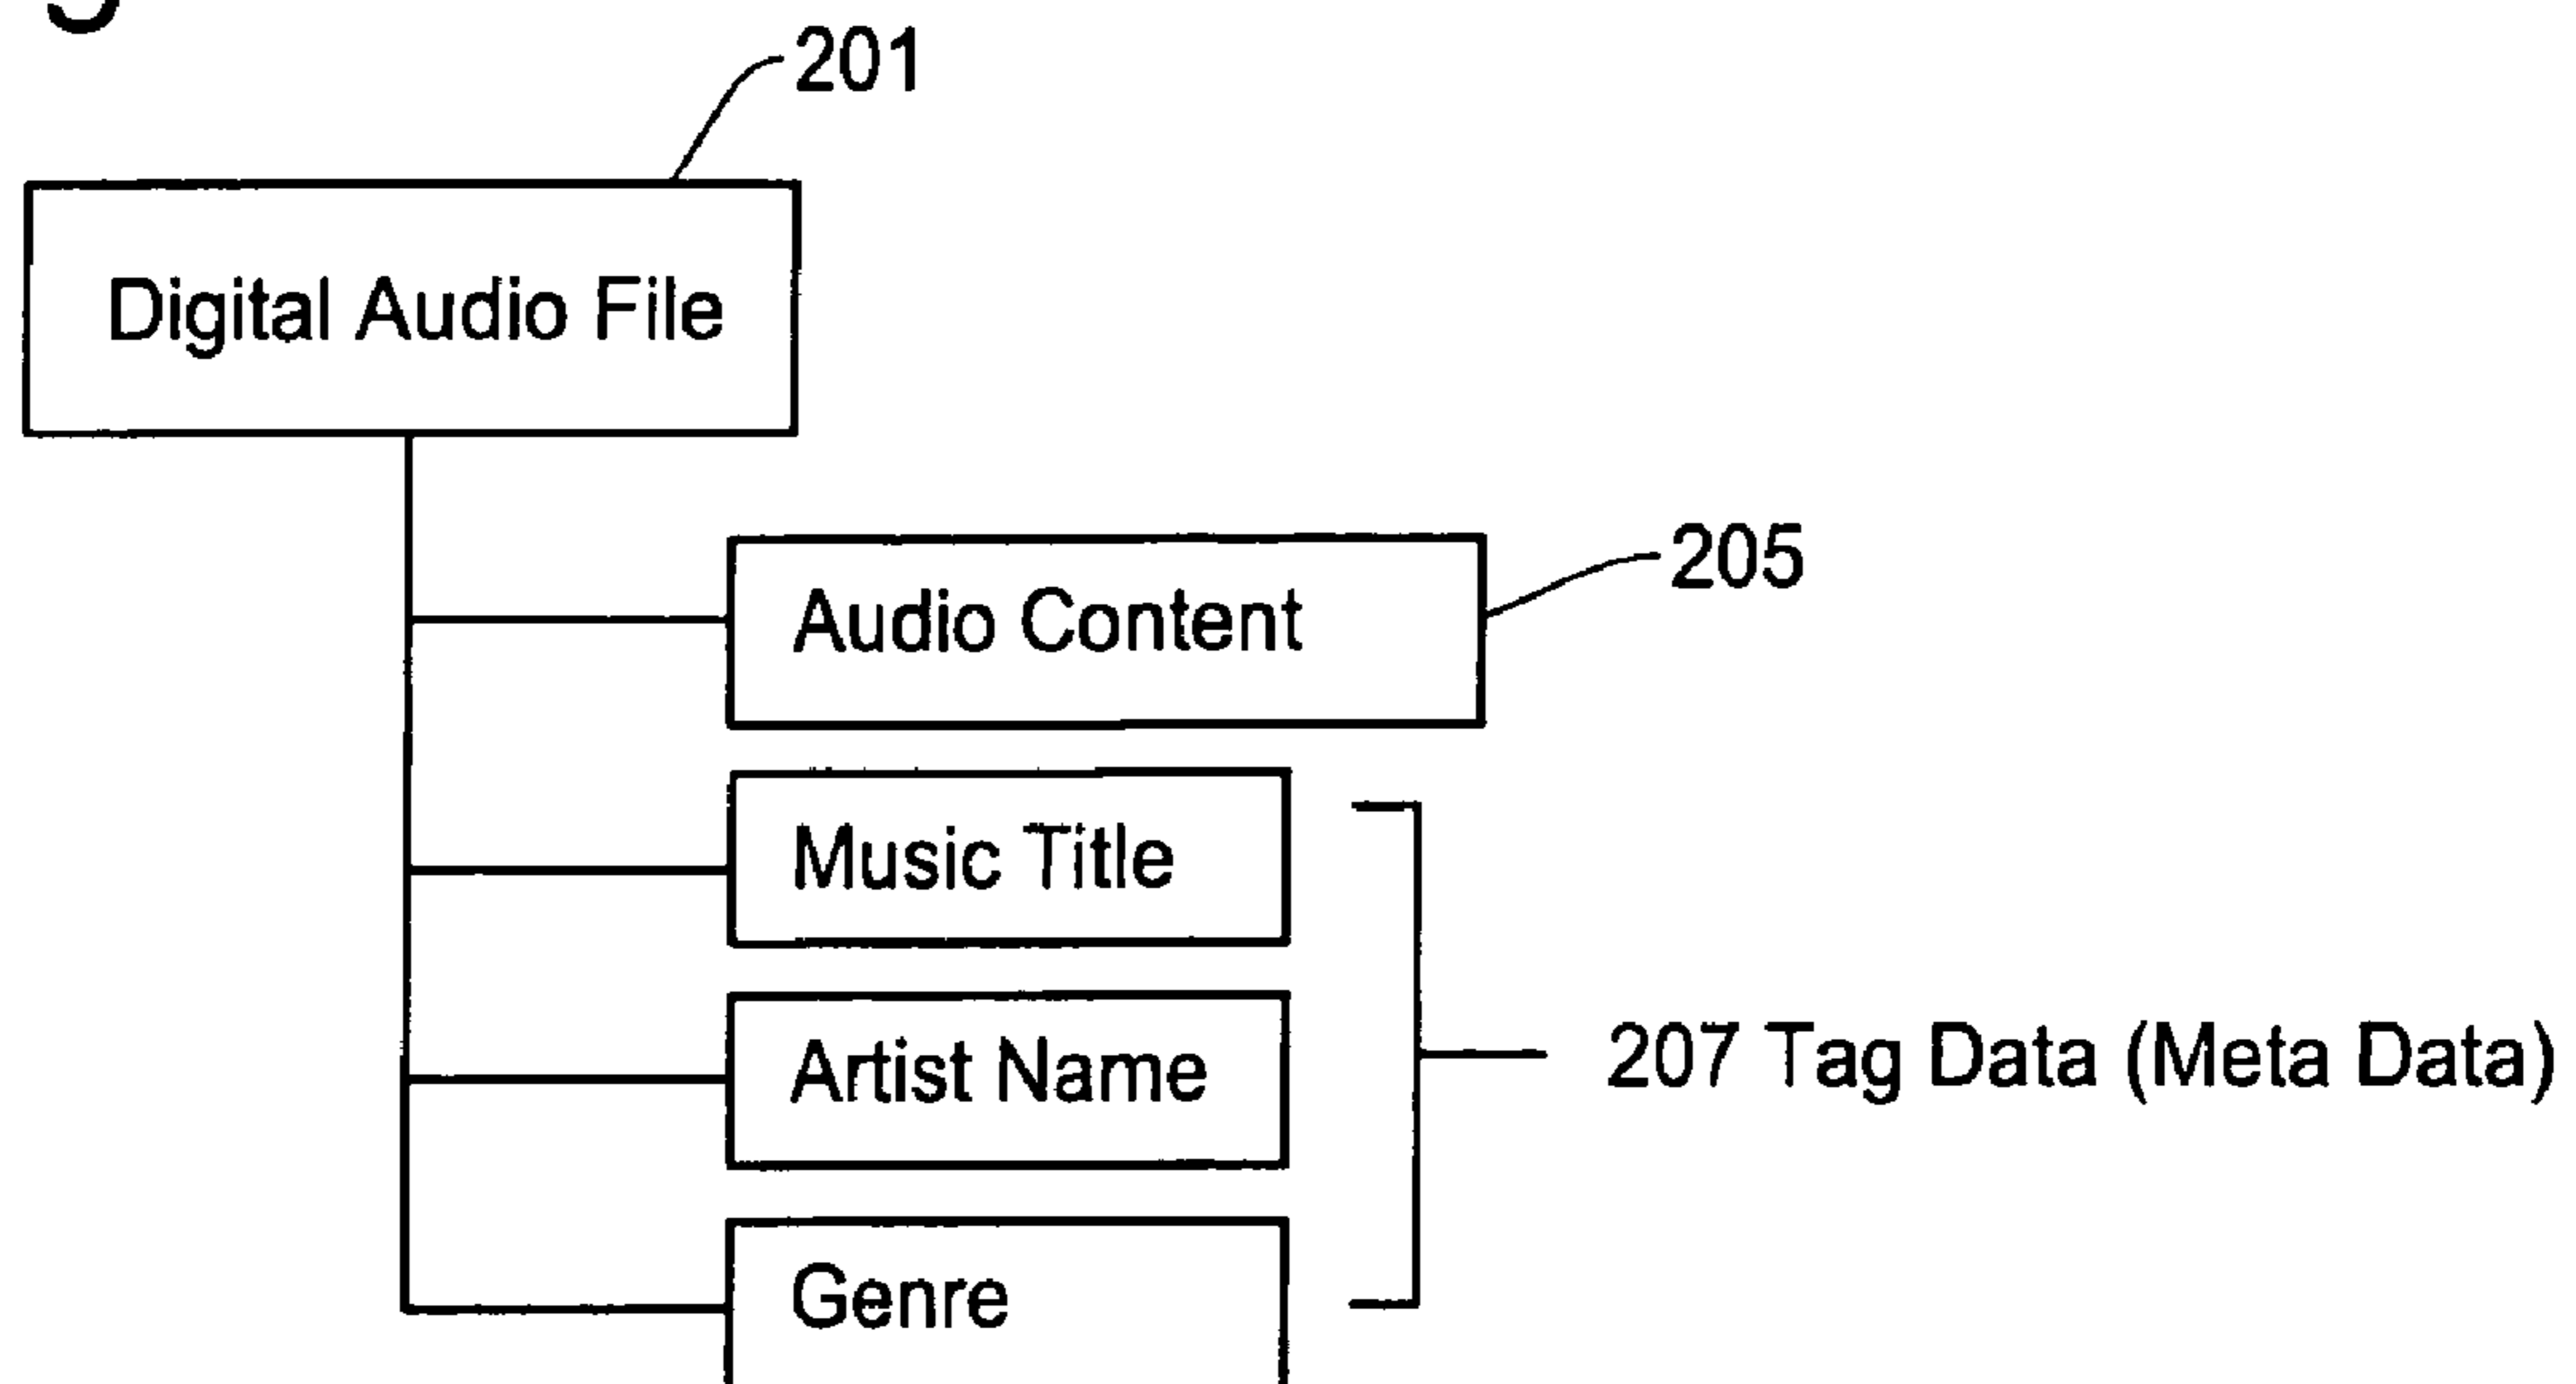 201
Digital Audio File
205
Audio Content
Music Title
Artist Name
207 Tag Data (Meta Data)
Genre